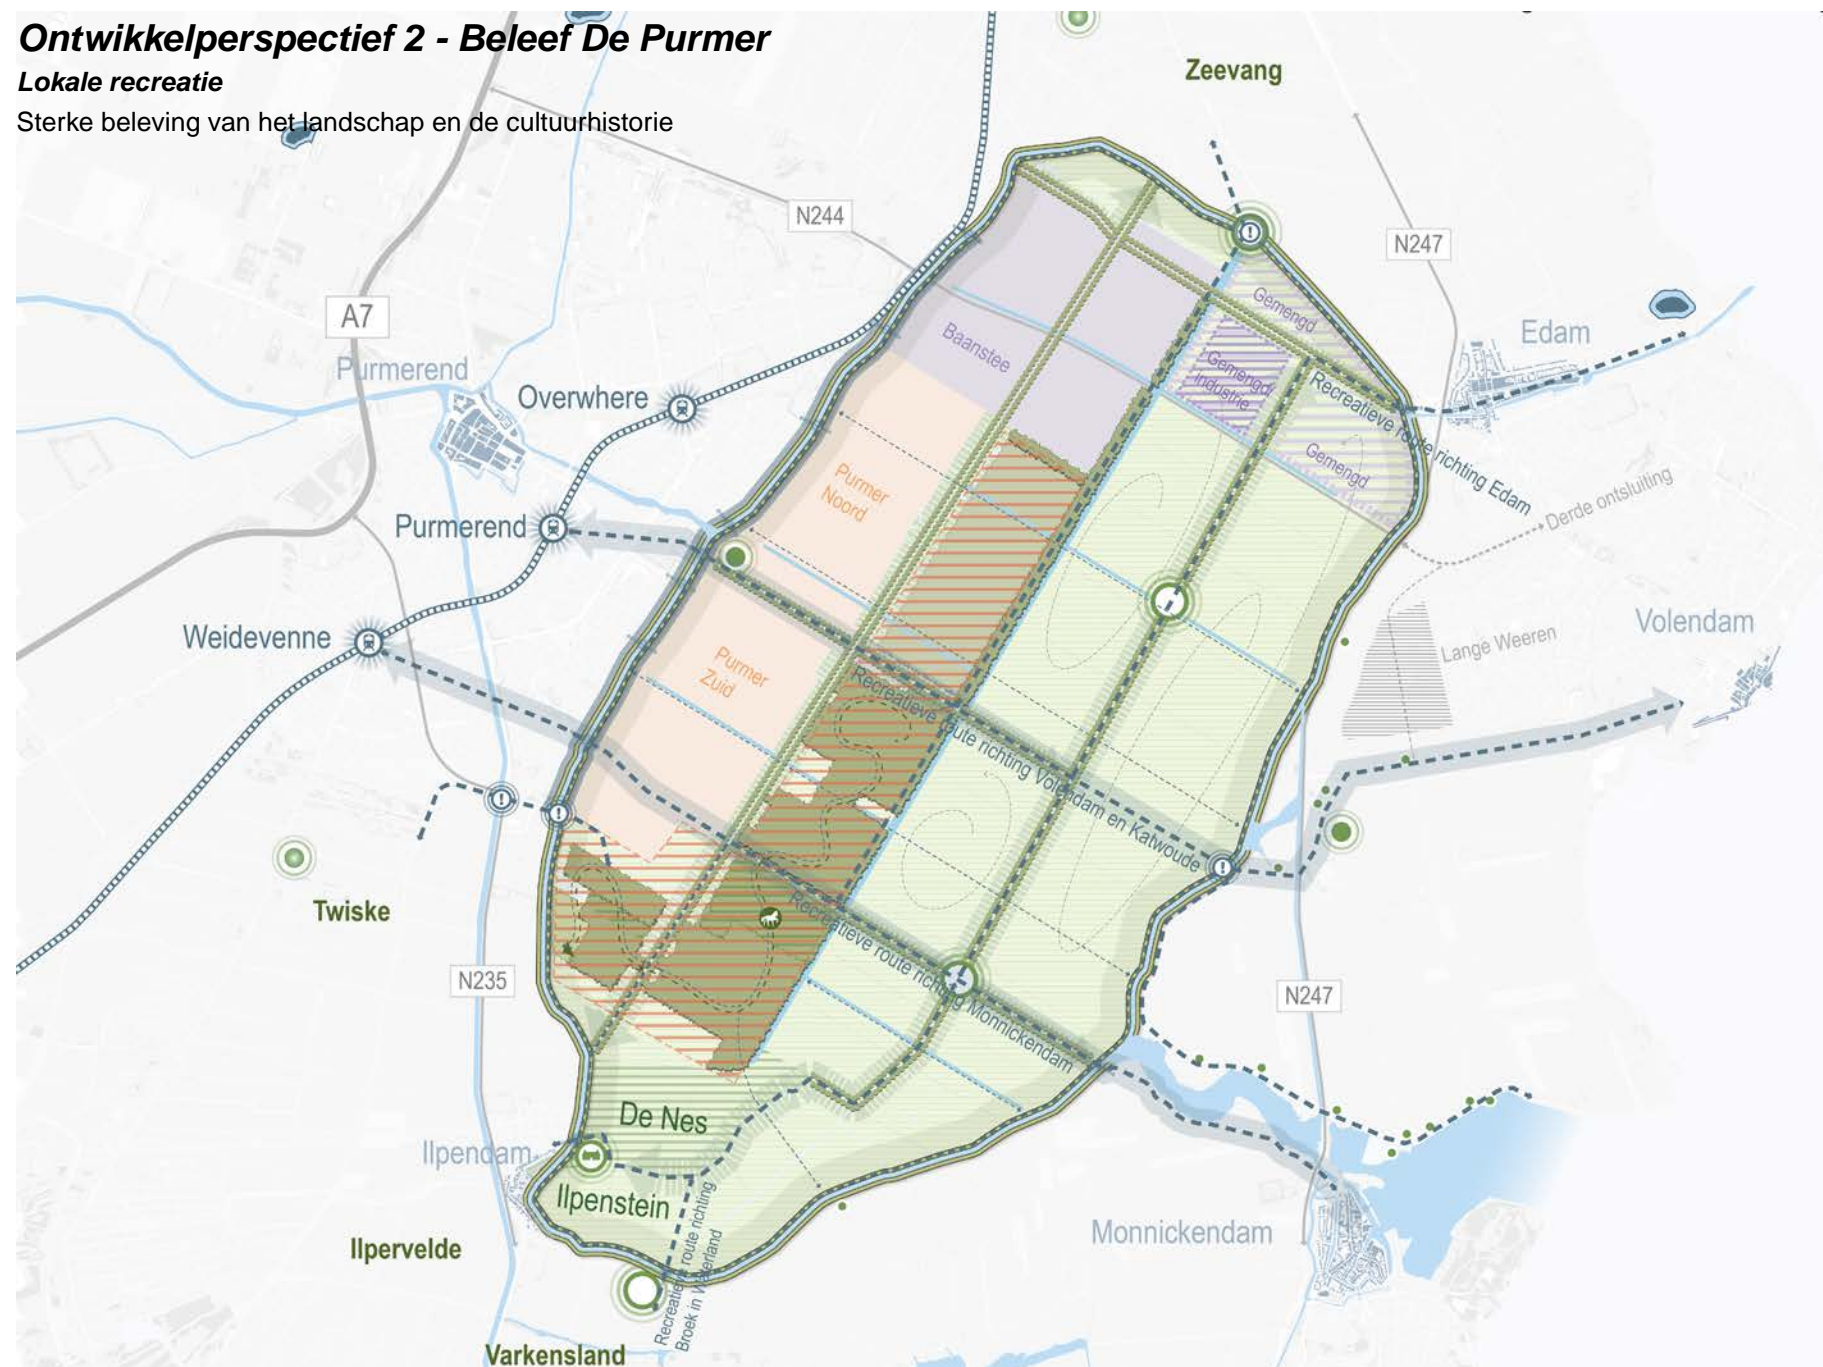 Ontwikkelperspectief 2 - Beleef De Purmer
Lokale recreatie
Sterke beleving van het landschap en de cultuurhistorie
Zeevang
N244
N247
A7
Purmerend
Overwhere
Baanstee
Gemengd
Gemengd/
industrie
Gemengd
Edam
Recreatieve route richting Edam
Derde ontsluiting
Purmer
Noord
Purmerend
Weidevenne
Purmer
Zuid
Lange Weeren
Volendam
Recreatieve route richting Volendam en Katwoude
Twiske
N235
Recreatieve route richting Monnickendam
N247
De Nes
Ilpendam
Ilpenstein
Recreatieve route richting
Broek in Waterland
Ilpervelde
Monnickendam
Varkensland